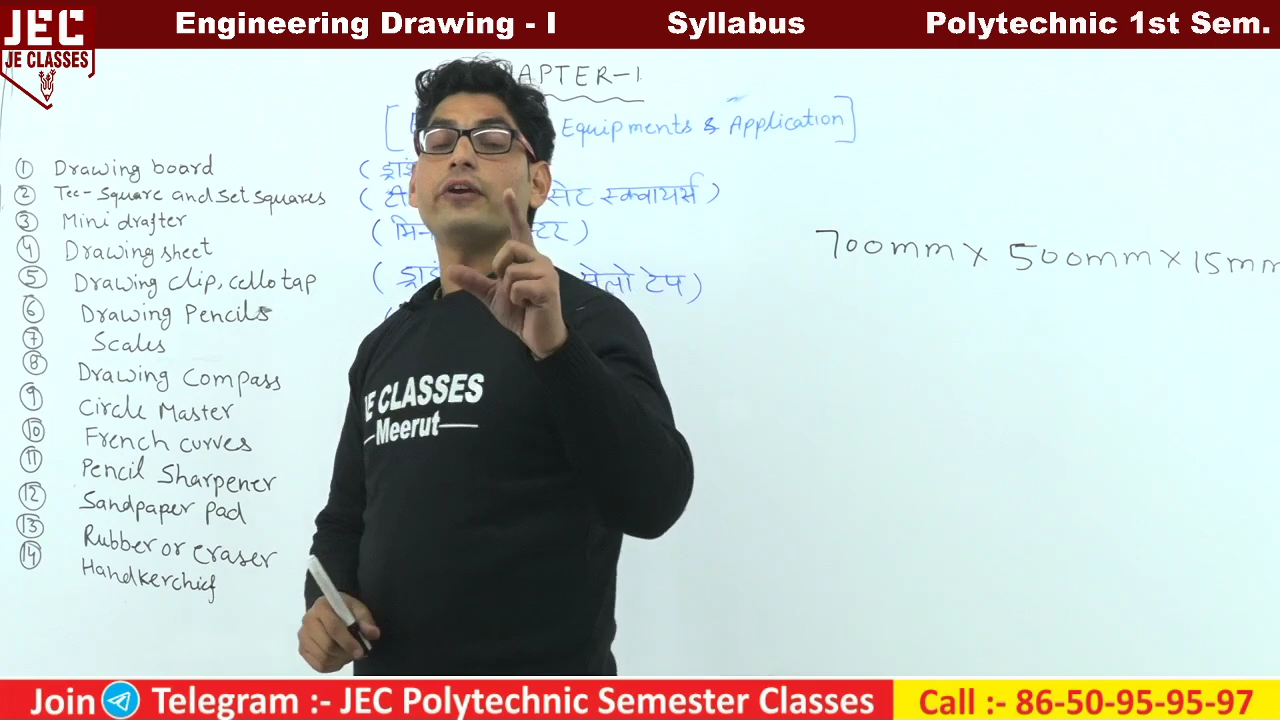 JEC
JE CLASSES
Engineering Drawing - I Syllabus Polytechnic 1st Sem.
APTER-1
Equipments & Application]
① Drawing board
② Tee-Square and set squares सेट स्क्वायर्स )
③ Mini drafter
④ Drawing sheet
⑤ Drawing clip, cello tap सेलो टेप )
⑥ Drawing Pencils
⑦ Scales
⑧ Drawing Compass
⑨ Circle Master
⑩ French curves
⑪ Pencil Sharpener
⑫ Sandpaper pad
⑬ Rubber or eraser
⑭ Handkerchief
700mm x 500mm x 15mm
JE CLASSES
Meerut
Join Telegram :- JEC Polytechnic Semester Classes
Call :- 86-50-95-95-97